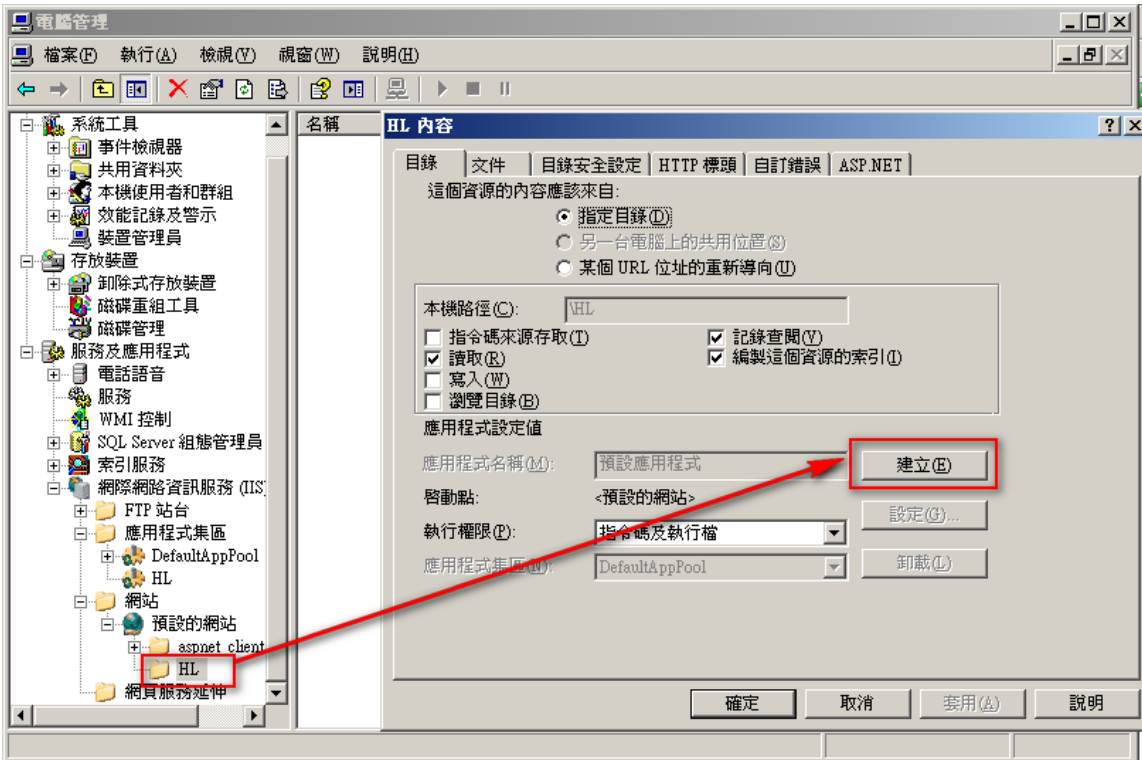 電腦管理
檔案(F) 執行(A) 檢視(V) 視窗(W) 說明(H)
系統工具
事件檢視器
共用資料夾
本機使用者和群組
效能記錄及警示
裝置管理員
存放裝置
卸除式存放裝置
磁碟重組工具
磁碟管理
服務及應用程式
電話語音
服務
WMI 控制
SQL Server 組態管理員
索引服務
網際網路資訊服務 (IIS)
FTP 站台
應用程式集區
DefaultAppPool
HL
網站
預設的網站
aspnet_client
HL
網頁服務延伸
名稱
HL 內容
目錄 文件 目錄安全設定 HTTP 標頭 自訂錯誤 ASP.NET
這個資源的內容應該來自:
指定目錄(D)
另一台電腦上的共用位置(S)
某個 URL 位址的重新導向(U)
本機路徑(C): \HL
指令碼來源存取(T) 記錄查閱(V)
讀取(R) 編製這個資源的索引(I)
寫入(W)
瀏覽目錄(B)
應用程式設定值
應用程式名稱(M): 預設應用程式 建立(E)
啟動點: <預設的網站>
設定(G)...
執行權限(P): 指令碼及執行檔
應用程式集區(N): DefaultAppPool 卸載(L)
確定 取消 套用(A) 說明